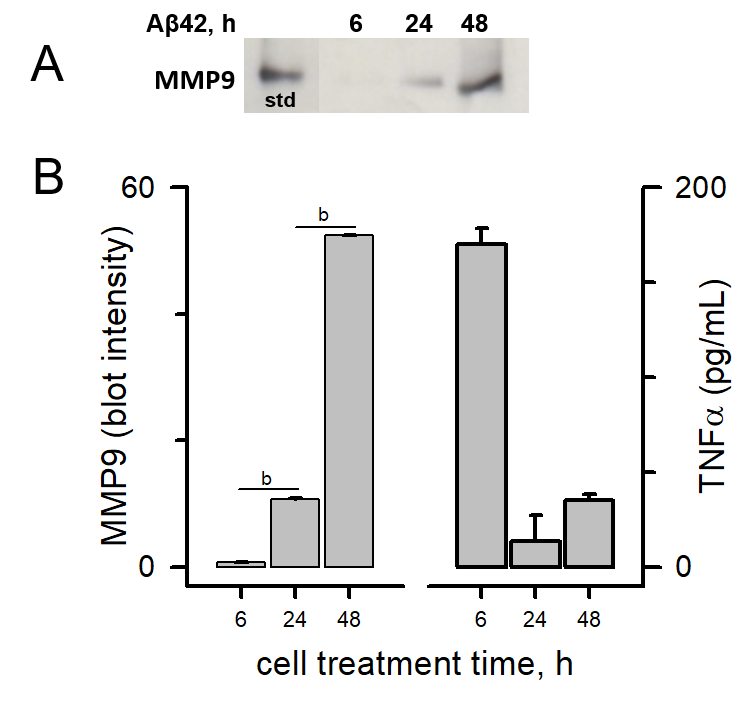 A
Aβ42, h 6 24 48
MMP9
std
B
60
0
MMP9 (blot intensity)
b
b
200
0
TNFα (pg/mL)
6 24 48 6 24 48
cell treatment time, h